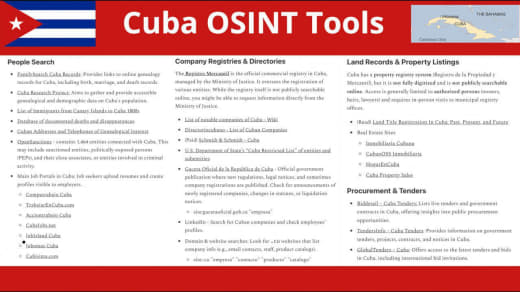 Cuba OSINT Tools
THE BAHAMAS
People Search
FamilySearch Cuba Records: Provides links to online genealogy
records for Cuba, including birth, marriage, and death records.
Cuba Research Project: Aims to gather and provide accessible
genealogical and demographic data on Cuba's population.
List of Immigrants from Canary Islands to Cuba 1800s
Database of documented deaths and disappearances
Cuban Addresses and Telephones of Genealogical Interest
OpenSanctions - contains entities connected with Cuba. This
may include sanctioned entities, politically exposed persons
(PEPs), and their close associates, or entities involved in criminal
activity.
Main Job Portals in Cuba: Job seekers upload resumes and create
profiles visible to employers.
Computrabajo Cuba
TrabajarEnCuba.com
Acciontrabajo Cuba
CubaJobs.net
Jobisland Cuba
Jobomas Cuba
Cubisima.com
Company Registries & Directories
The Registro Mercantil is the official commercial registry in Cuba,
managed by the Ministry of Justice. It oversees the registration of
various entities. While the registry itself is not publicly searchable
online, you might be able to request information directly from the
Ministry of Justice.
List of notable companies of Cuba - Wiki
Directoriocubano - List of Cuban Companies
(Paid) Schmidt & Schmidt - Cuba
U.S. Department of State's "Cuba Restricted List" of entities and
subentities
Gaceta Oficial de la República de Cuba - Official government
publication where new regulations, legal notices, and sometimes
company registrations are published. Check for announcements of
newly registered companies, changes in statutes, or liquidation
notices.
site:gacetaoficial.gob.cu "empresa"
LinkedIn - Search for Cuban companies and check employees'
profiles.
Domain & website searches: Look for .cu websites that list
company info (e.g., email contacts, staff, product catalogs).
site:.cu "empresa" "contacto" "producto" "catalogo"
Land Records & Property Listings
Cuba has a property registry system (Registro de la Propiedad y
Mercantil), but it is not fully digitized and is not publicly searchable
online. Access is generally limited to authorized persons (owners,
heirs, lawyers) and requires in-person visits to municipal registry
offices.
(Read) Land Title Registration in Cuba: Past, Present, and Future
Real Estate Sites
Inmobiliaria Cubana
Cuba Property Sales
Procurement & Tenders
Biddetail - Cuba Tenders: Lists live tenders and government
contracts in Cuba, offering insights into public procurement
opportunities.
TendersInfo - Cuba Tenders: Provides information on government
tenders, projects, contracts, and notices in Cuba.
GlobalTenders - Cuba: Offers access to the latest tenders and bids
in Cuba, including international bid invitations.